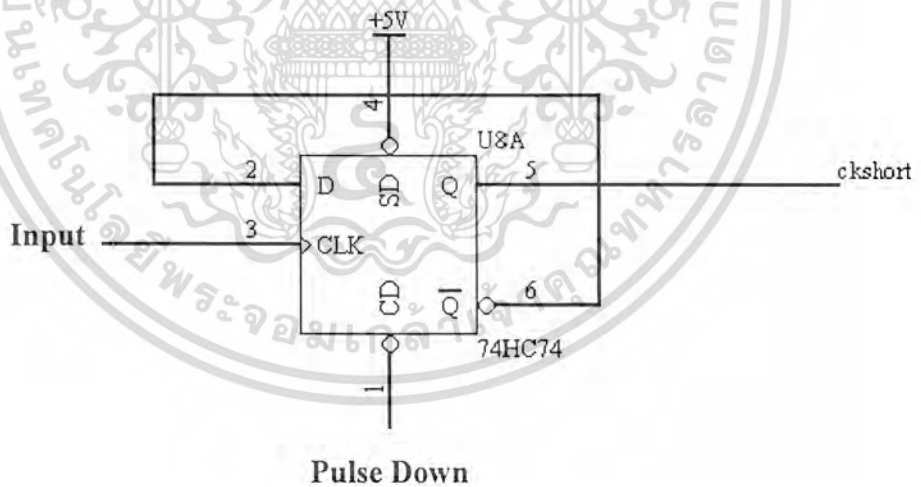 +5V
4
U8A
2
D
SD
Q
5
ckshort
Input
3
CLK
CD
Q
6
74HC74
1
Pulse Down